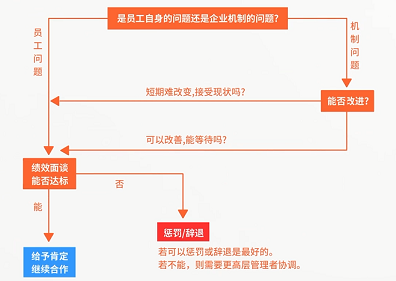 是员工自身的问题还是企业机制的问题?
员工问题
机制问题
短期难改变,接受现状吗?
能否改进?
可以改善,能等待吗?
绩效面谈
能否达标
否
能
惩罚/辞退
给予肯定
继续合作
若可以惩罚或辞退是最好的。
若不能，则需要更高层管理者协调。